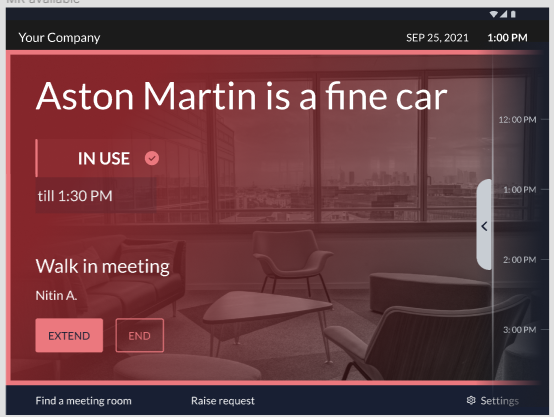 MR available
Your Company
SEP 25, 2021 1:00 PM
Aston Martin is a fine car
IN USE
till 1:30 PM
Walk in meeting
Nitin A.
EXTEND END
12:00 PM
1:00 PM
2:00 PM
3:00 PM
Find a meeting room Raise request Settings